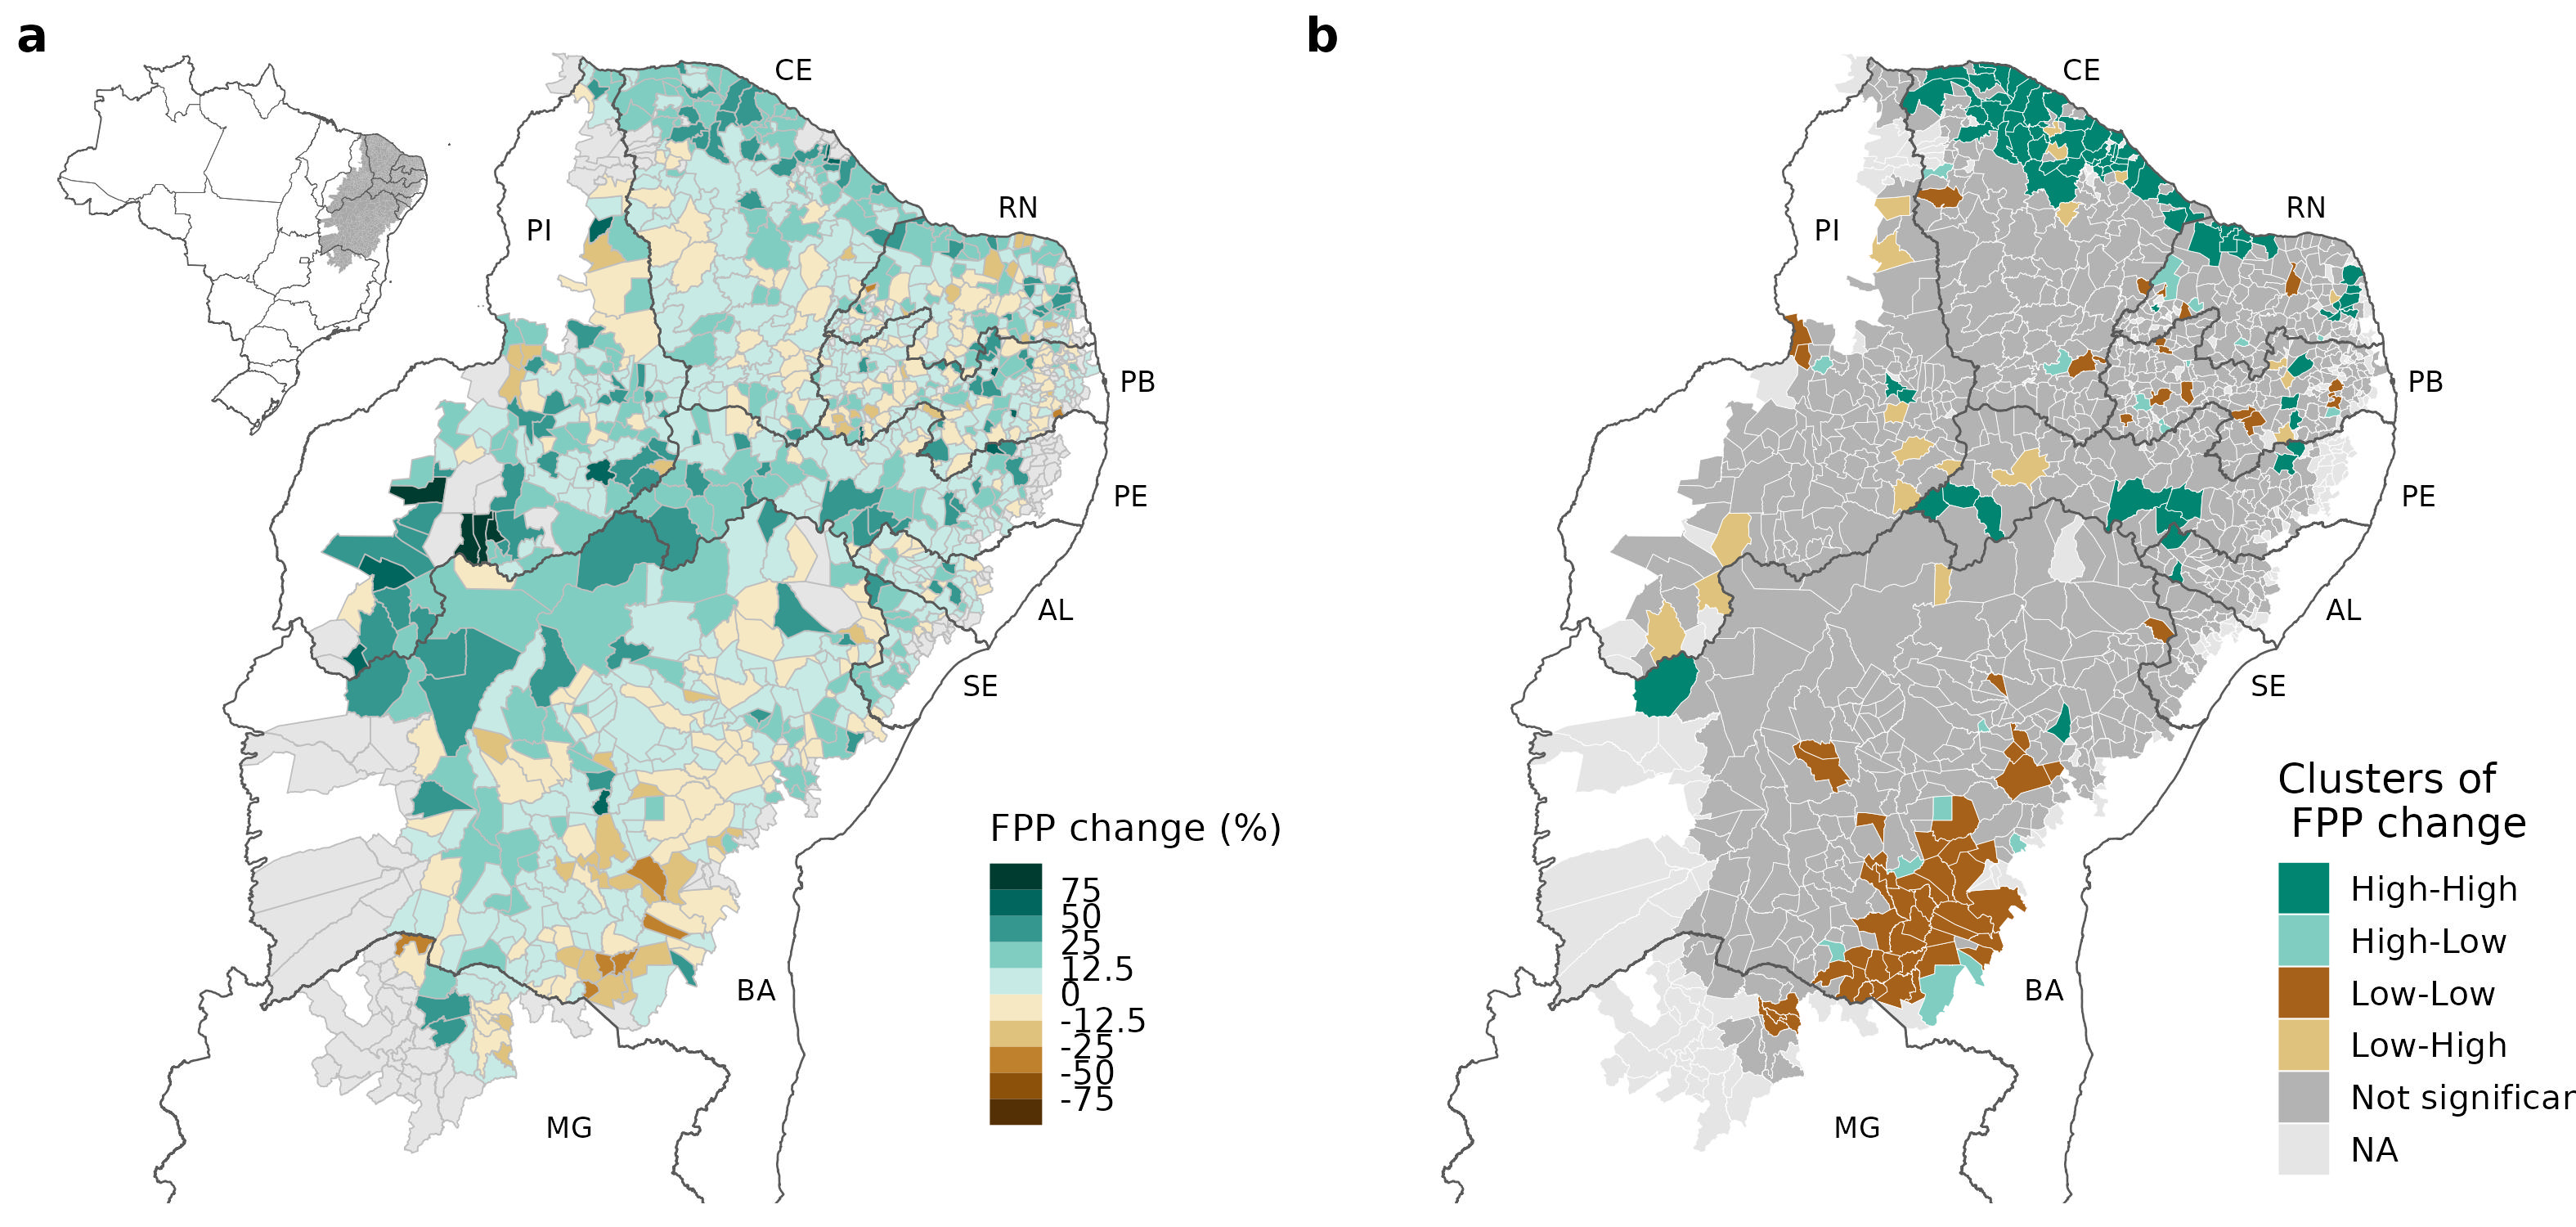 a
CE
RN
PI
PB
PE
AL
SE
BA
MG
FPP change (%)
75
50
25
12.5
0
-12.5
-25
-50
-75
b
CE
RN
PI
PB
PE
AL
SE
BA
MG
Clusters of
FPP change
High-High
High-Low
Low-Low
Low-High
Not significan
NA